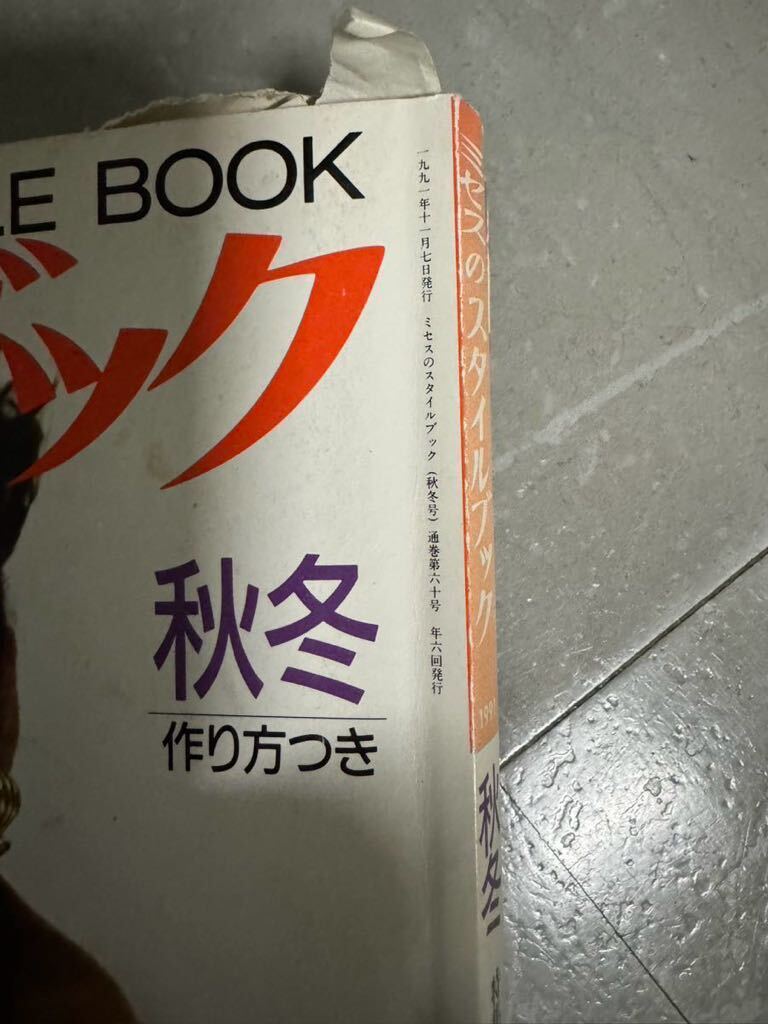 LE BOOK
ブック
秋冬
作り方つき
一九九一年十一月七日発行 ミセスのスタイルブック(秋冬号) 通巻第六十号 年六回発行
ミセスのスタイルブック
1991
秋冬